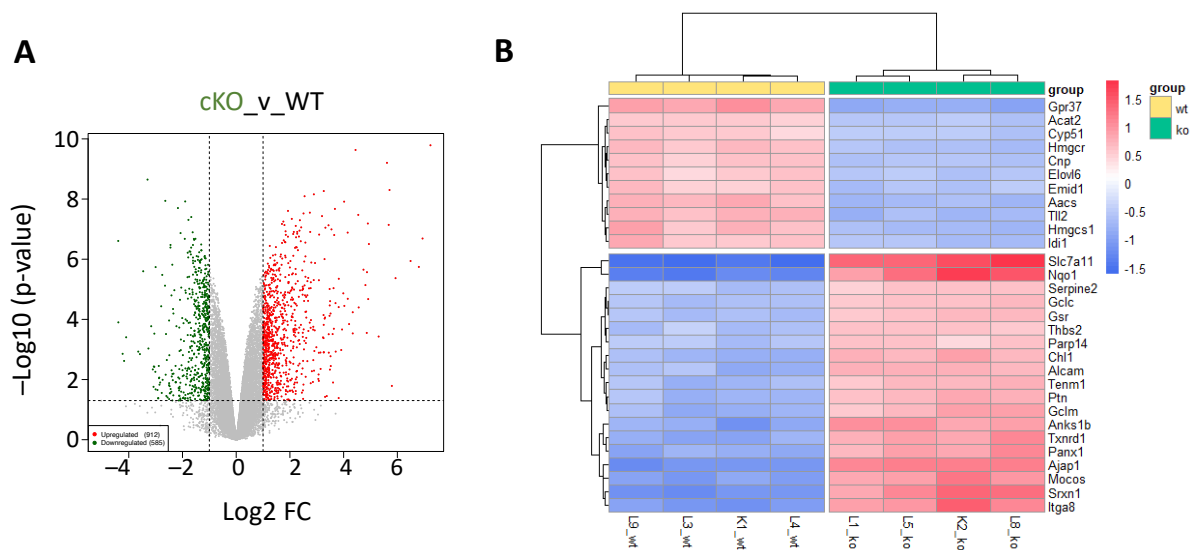 A
cKO_v_WT
−Log10 (p-value)
10
8
6
4
2
0
Upregulated (912)
Downregulated (585)
−4
−2
0
2
4
6
Log2 FC
B
group
Gpr37
Acat2
Cyp51
Hmgcr
Cnp
Elovl6
Emid1
Aacs
Tll2
Hmgcs1
Idi1
Slc7a11
Nqo1
Serpine2
Gclc
Gsr
Thbs2
Parp14
Chl1
Alcam
Tenm1
Ptn
Gclm
Anks1b
Txnrd1
Panx1
Ajap1
Mocos
Srxn1
Itga8
L9_wt
L3_wt
K1_wt
L4_wt
L1_ko
L5_ko
K2_ko
L8_ko
1.5
1
0.5
0
-0.5
-1
-1.5
group
wt
ko